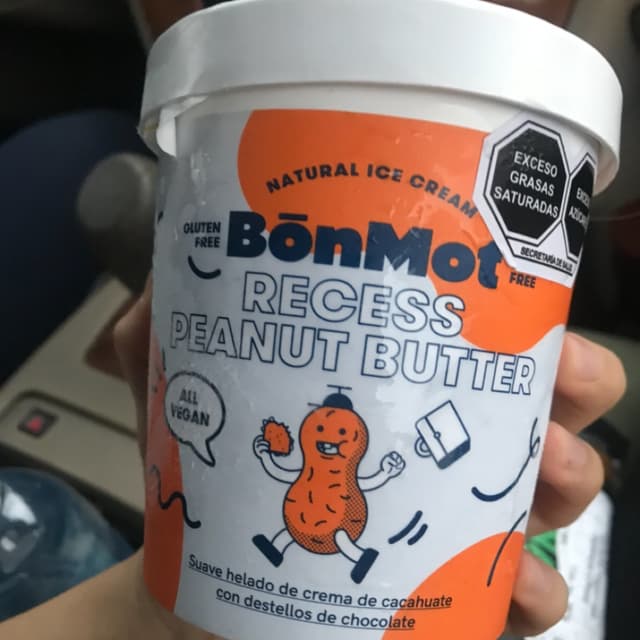 NATURAL ICE CREAM
GLUTEN
FREE
BōnMot
FREE
RECESS
PEANUT BUTTER
ALL
VEGAN
Suave helado de crema de cacahuate
con destellos de chocolate
EXCESO
GRASAS
SATURADAS
SECRETARÍA DE SALUD